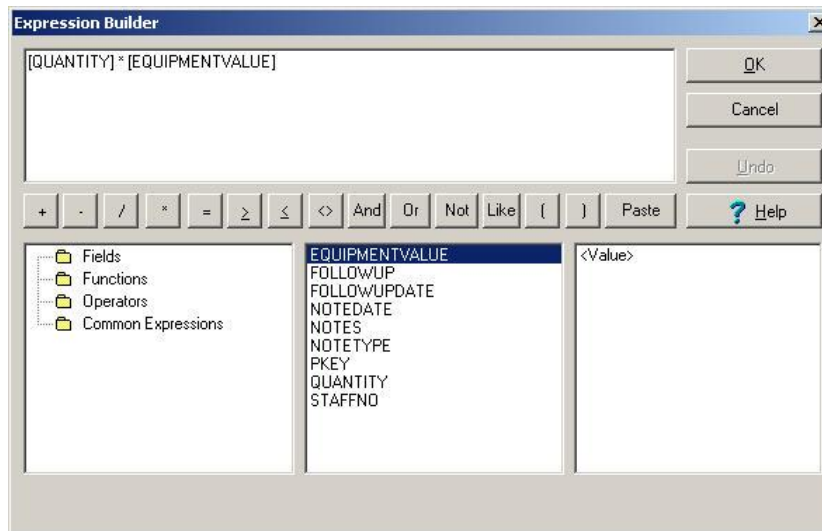 Expression Builder
[QUANTITY] * [EQUIPMENTVALUE]
OK
Cancel
Undo
+ - / * = ≥ ≤ <> And Or Not Like ( ) Paste
Help
Fields
Functions
Operators
Common Expressions
EQUIPMENTVALUE
FOLLOWUP
FOLLOWUPDATE
NOTEDATE
NOTES
NOTETYPE
PKEY
QUANTITY
STAFFNO
<Value>